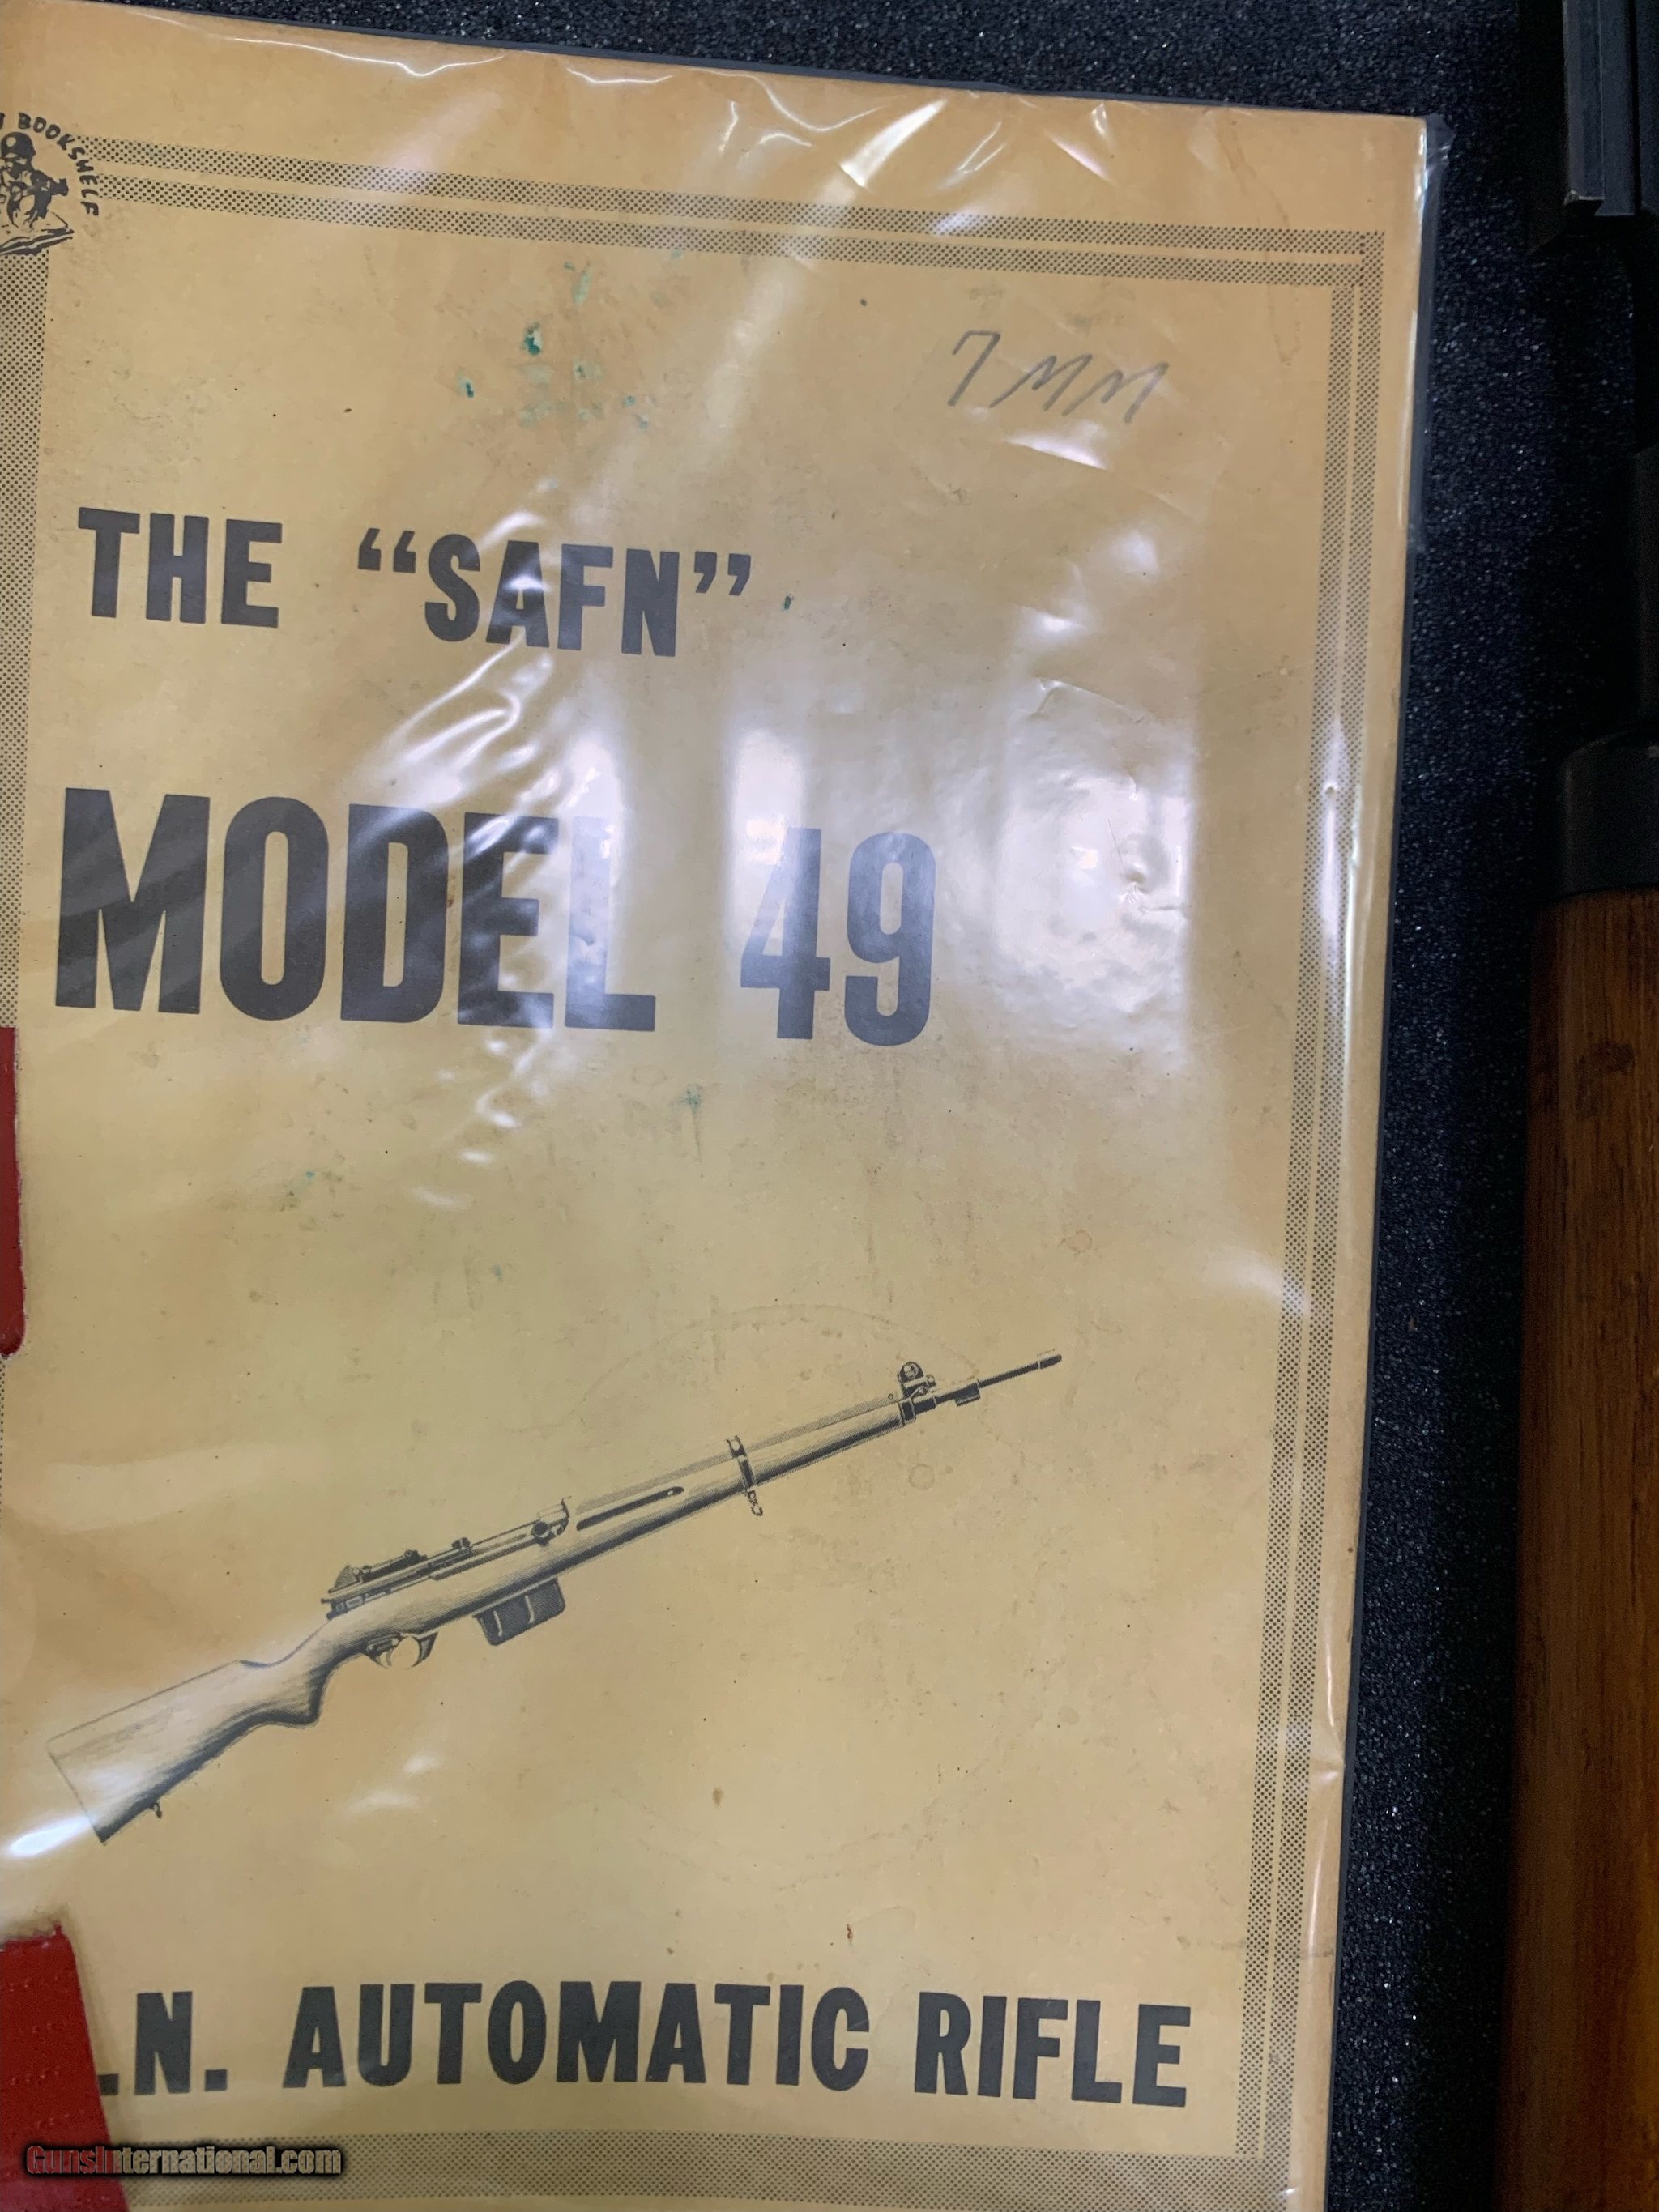 BOOKSHELF
7MM
THE “SAFN”
MODEL 49
.N. AUTOMATIC RIFLE
GunsInternational.com